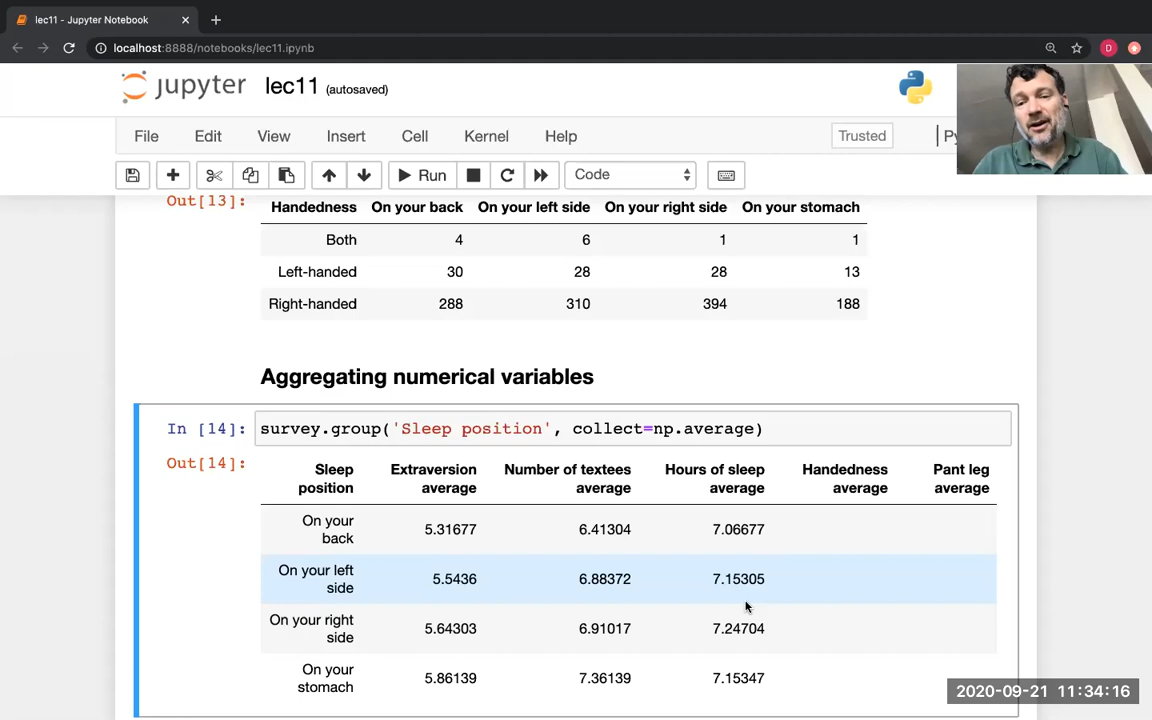 lec11 - Jupyter Notebook
localhost:8888/notebooks/lec11.ipynb
D
jupyter lec11 (autosaved)
File Edit View Insert Cell Kernel Help Trusted
Run Code
Out[13]: Handedness On your back On your left side On your right side On your stomach
Both 4 6 1 1
Left-handed 30 28 28 13
Right-handed 288 310 394 188
Aggregating numerical variables
In [14]: survey.group('Sleep position', collect=np.average)
Out[14]: Sleep Extraversion Number of textees Hours of sleep Handedness Pant leg
position average average average average average
On your
back 5.31677 6.41304 7.06677
On your left
side 5.5436 6.88372 7.15305
On your right
side 5.64303 6.91017 7.24704
On your
stomach 5.86139 7.36139 7.15347
2020-09-21 11:34:16